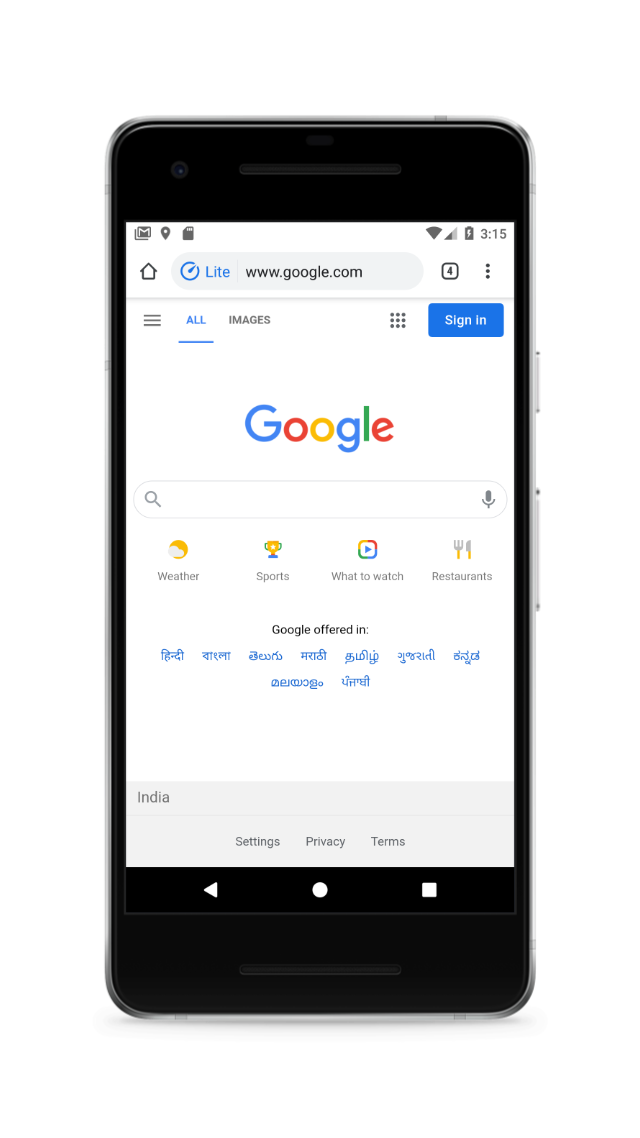 3:15
Lite www.google.com 4
ALL IMAGES Sign in
Google
Weather Sports What to watch Restaurants
Google offered in:
हिन्दी বাংলা తెలుగు मराठी தமிழ் ગુજરાતી ಕನ್ನಡ
മലയാളം ਪੰਜਾਬੀ
India
Settings Privacy Terms